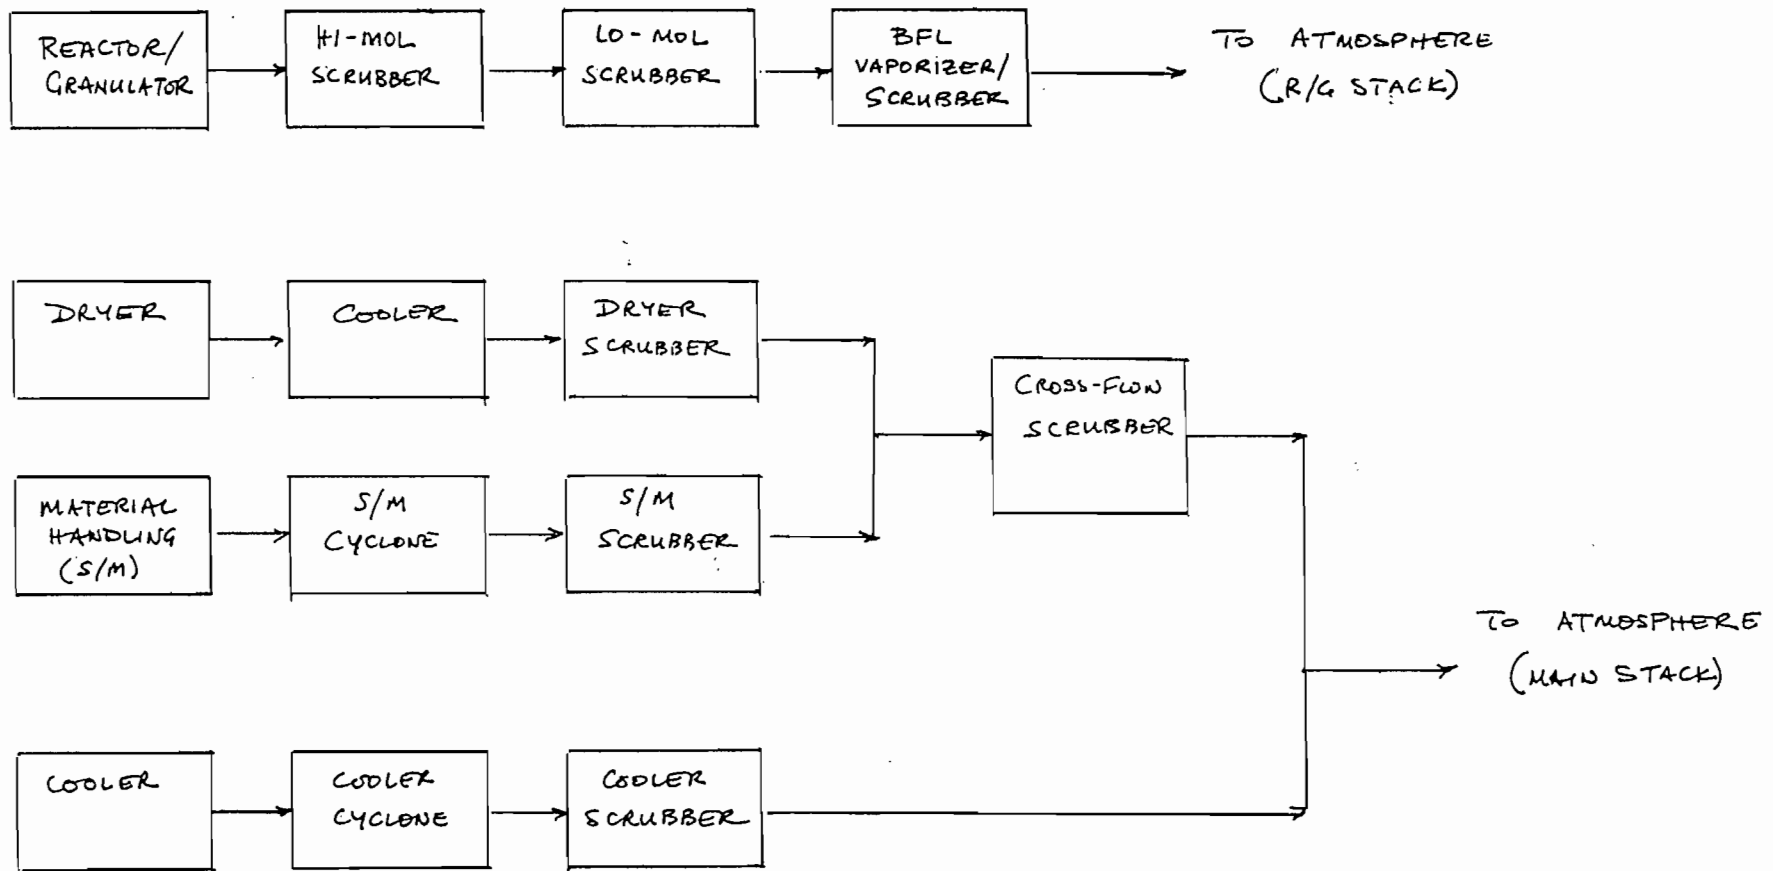 REACTOR/
GRANULATOR
HI-MOL
SCRUBBER
LO-MOL
SCRUBBER
BFL
VAPORIZER/
SCRUBBER
TO ATMOSPHERE
(R/G STACK)
DRYER
COOLER
DRYER
SCRUBBER
CROSS-FLOW
SCRUBBER
MATERIAL
HANDLING
(S/M)
S/M
CYCLONE
S/M
SCRUBBER
TO ATMOSPHERE
(MAIN STACK)
COOLER
COOLER
CYCLONE
COOLER
SCRUBBER